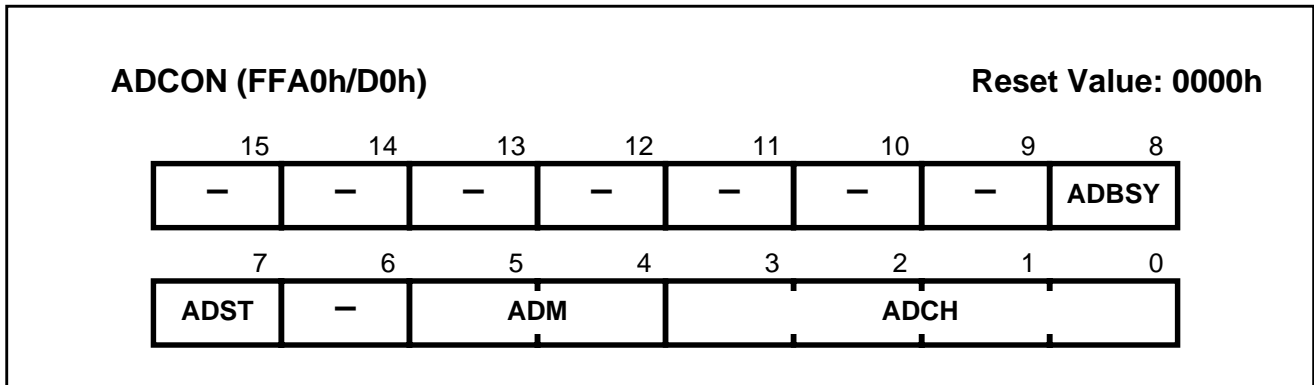 ADCON (FFA0h/D0h) Reset Value: 0000h
15 14 13 12 11 10 9 8
– – – – – – – ADBSY
7 6 5 4 3 2 1 0
ADST – ADM ADCH